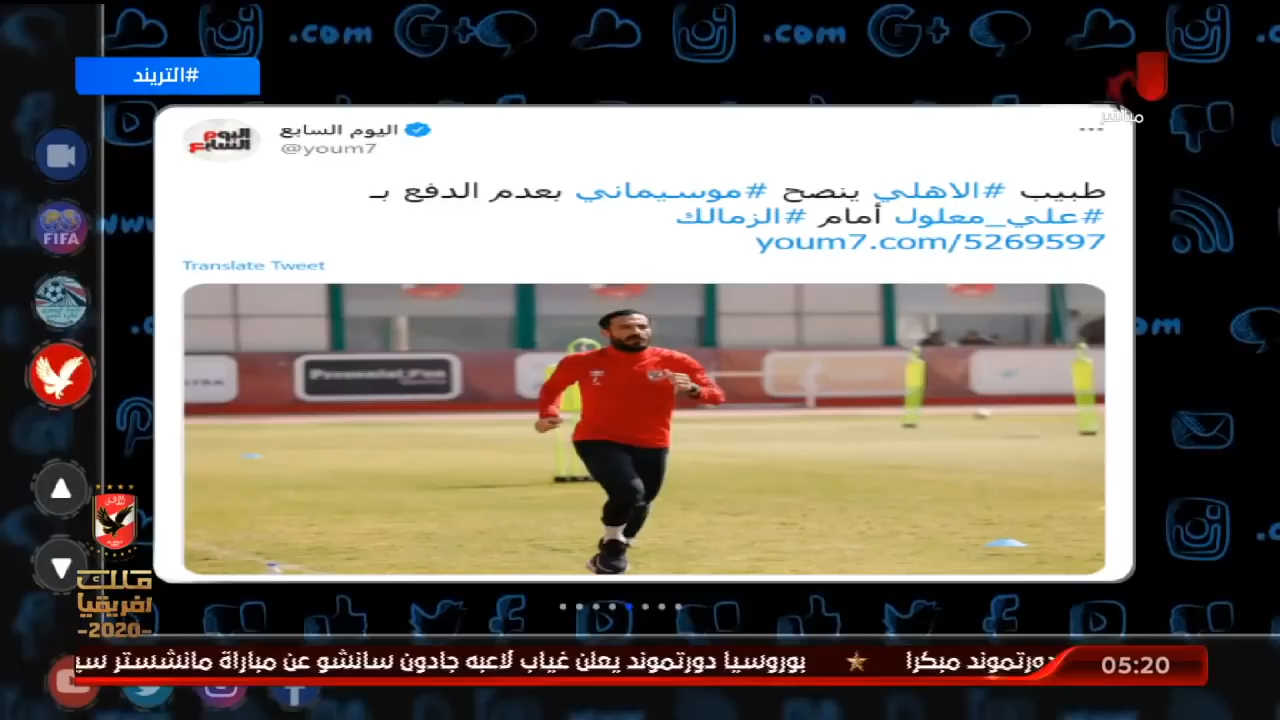 #التريند
مباشر
اليوم السابع
@youm7
طبيب #الاهلي ينصح #موسيماني بعدم الدفع بـ
#علي_معلول أمام #الزمالك
youm7.com/5269597
Translate Tweet
FIFA
ملك
افريقيا
-2020-
دورتموند مبكرا ★ بوروسيا دورتموند يعلن غياب لاعبه جادون سانشو عن مباراة مانشستر سي
05:20